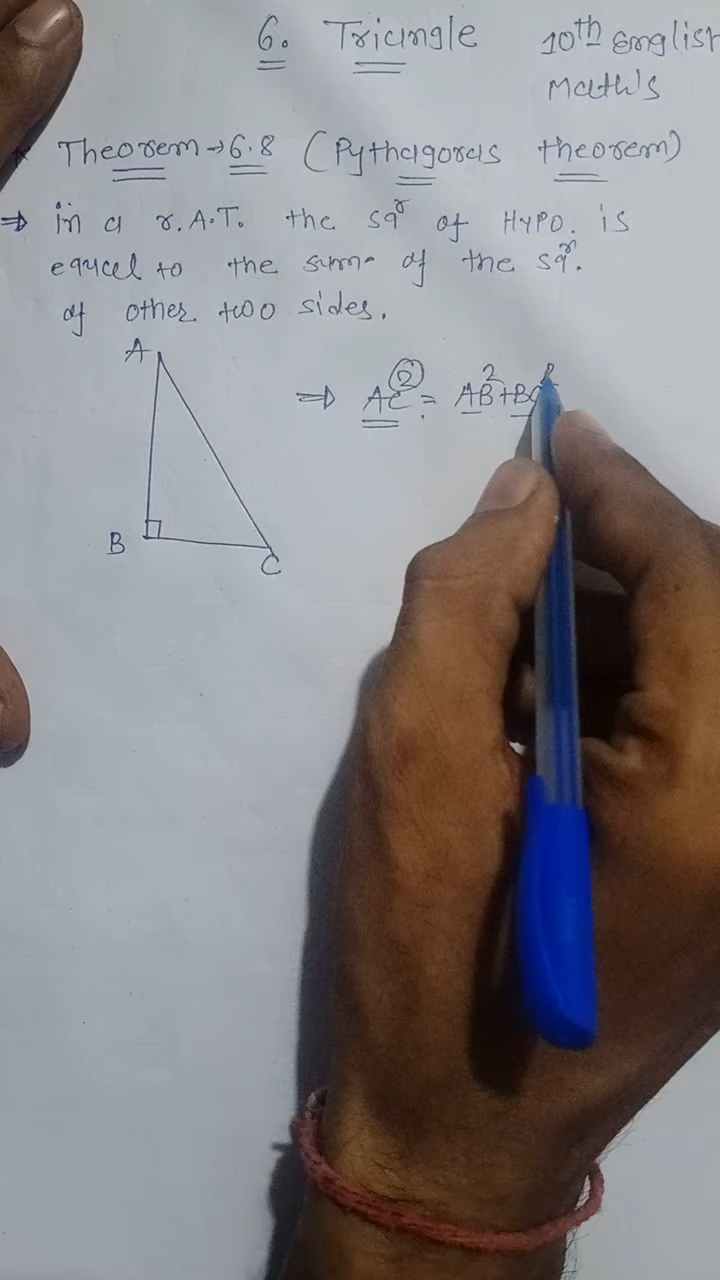 6. Triangle 10th English
Math's
Theorem → 6.8 (Pythagoras theorem)
⇒ in a r.A.T. the sqr of HYPO. is
equal to the sum of the sqr.
of other two sides.
A
⇒ AC² = AB² + BC²
B
C